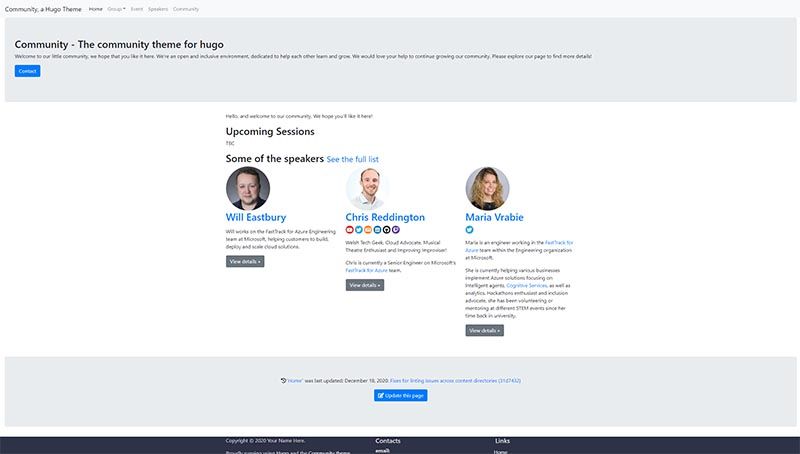 Community, a Hugo Theme Home Group Event Speakers Community
Community - The community theme for hugo
Welcome to our little community, we hope that you like it here. We're an open and inclusive environment, dedicated to help each other learn and grow. We would love your help to continue growing our community. Please explore our page to find more details!
Contact
Hello, and welcome to our community. We hope you'll like it here!
Upcoming Sessions
TBC
Some of the speakers See the full list
Will Eastbury
Will works on the FastTrack for Azure Engineering
team at Microsoft, helping customers to build,
deploy and scale cloud solutions.
View details »
Chris Reddington
Welsh Tech Geek, Cloud Advocate, Musical
Theatre Enthusiast and Improving Improvisor!
Chris is currently a Senior Engineer on Microsoft's
FastTrack for Azure team.
View details »
Maria Vrabie
Maria is an engineer working in the FastTrack for
Azure team within the Engineering organization
at Microsoft.
She is currently helping various businesses
implement Azure solutions focusing on
Intelligent agents, Cognitive Services, as well as
analytics. Hackathons enthusiast and inclusion
advocate, she has been volunteering or
mentoring at different STEM events since her
time back in university.
View details »
"Home" was last updated: December 18, 2020: Fixes for linting issues across content directories (31d7432)
Update this page
Copyright © 2020 Your Name Here.
Proudly running using Hugo and the Community theme
Contacts
email:
Links
Home